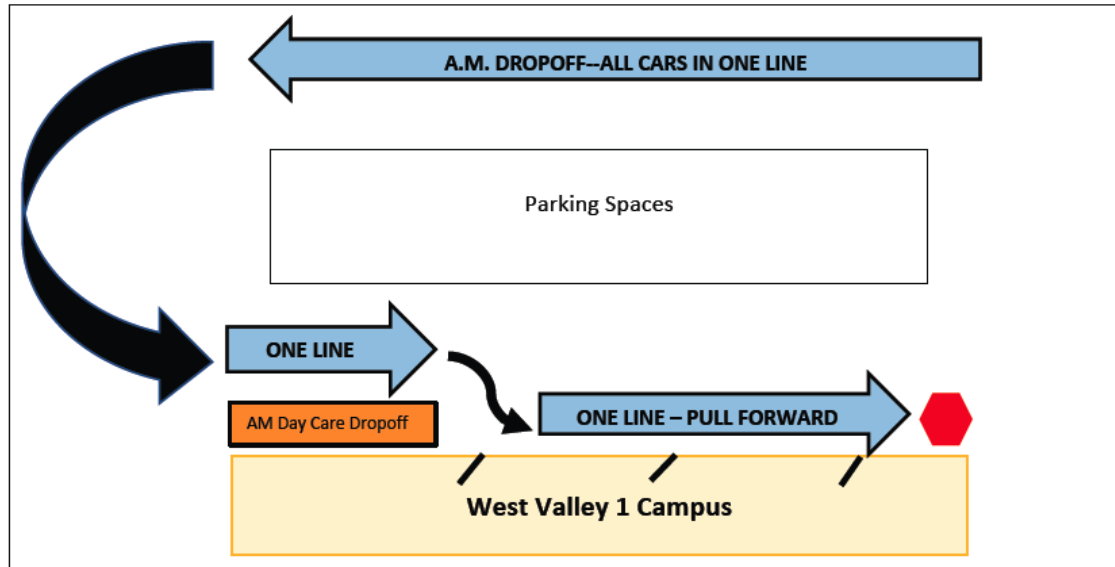 A.M. DROPOFF--ALL CARS IN ONE LINE
Parking Spaces
ONE LINE
AM Day Care Dropoff
ONE LINE – PULL FORWARD
West Valley 1 Campus